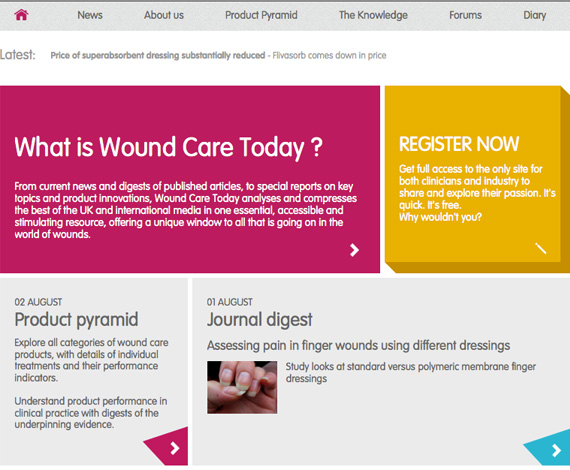 News About us Product Pyramid The Knowledge Forums Diary
Latest: Price of superabsorbent dressing substantially reduced - Flivasorb comes down in price
What is Wound Care Today ?
From current news and digests of published articles, to special reports on key
topics and product innovations, Wound Care Today analyses and compresses
the best of the UK and international media in one essential, accessible and
stimulating resource, offering a unique window to all that is going on in the
world of wounds.
REGISTER NOW
Get full access to the only site for
both clinicians and industry to
share and explore their passion. It's
quick. It's free.
Why wouldn't you?
02 AUGUST
Product pyramid
Explore all categories of wound care
products, with details of individual
treatments and their performance
indicators.
Understand product performance in
clinical practice with digests of the
underpinning evidence.
01 AUGUST
Journal digest
Assessing pain in finger wounds using different dressings
Study looks at standard versus polymeric membrane finger
dressings